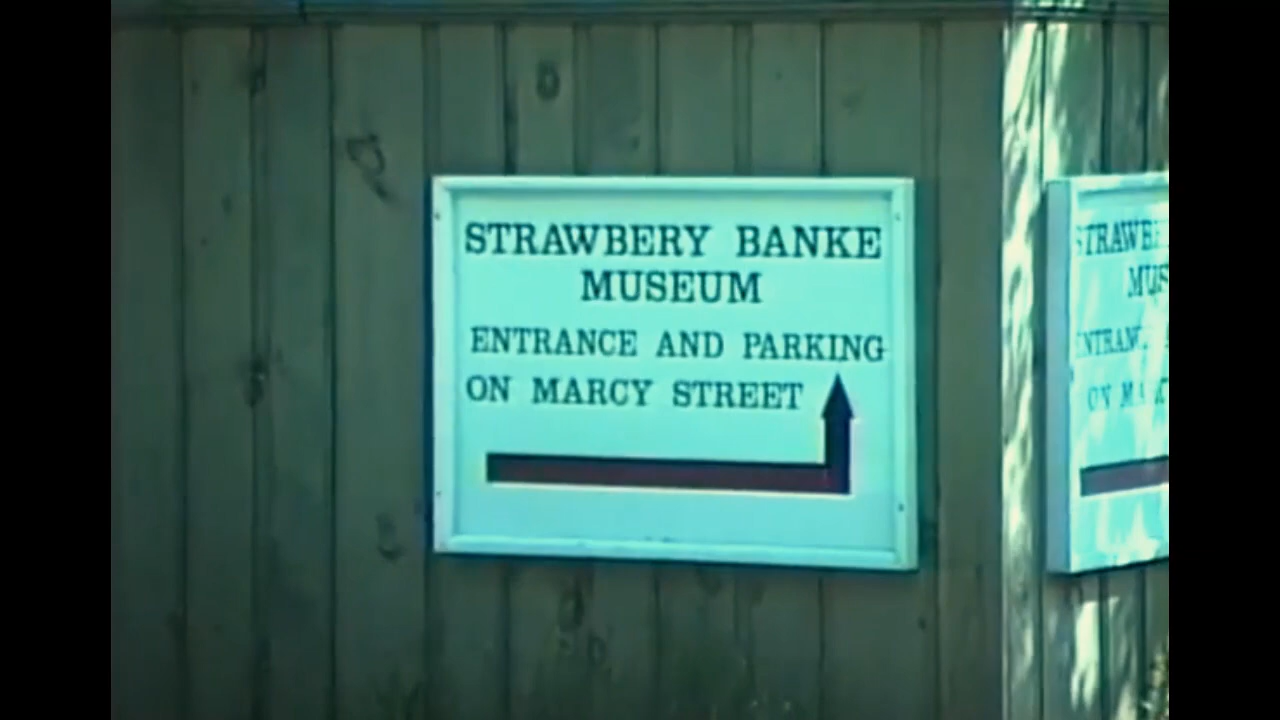 STRAWBERY BANKE
MUSEUM
ENTRANCE AND PARKING
ON MARCY STREET